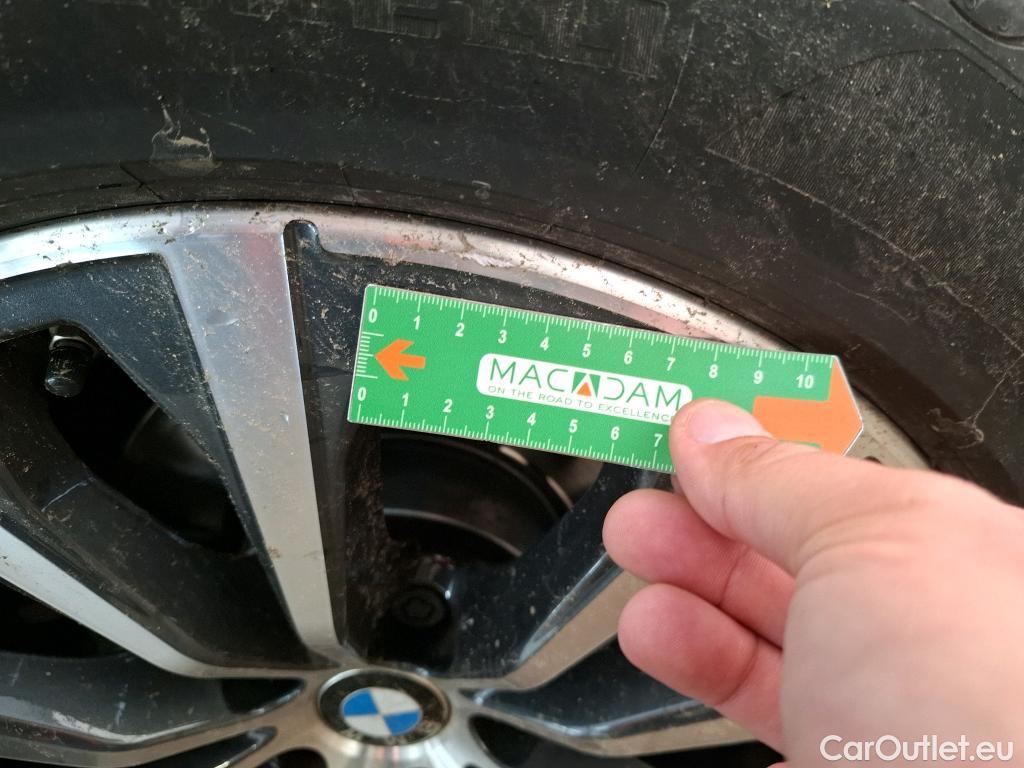 0 1 2 3 4 5 6 7 8 9 10
MACADAM
ON THE ROAD TO EXCELLENCE
0 1 2 3 4 5 6 7
CarOutlet.eu